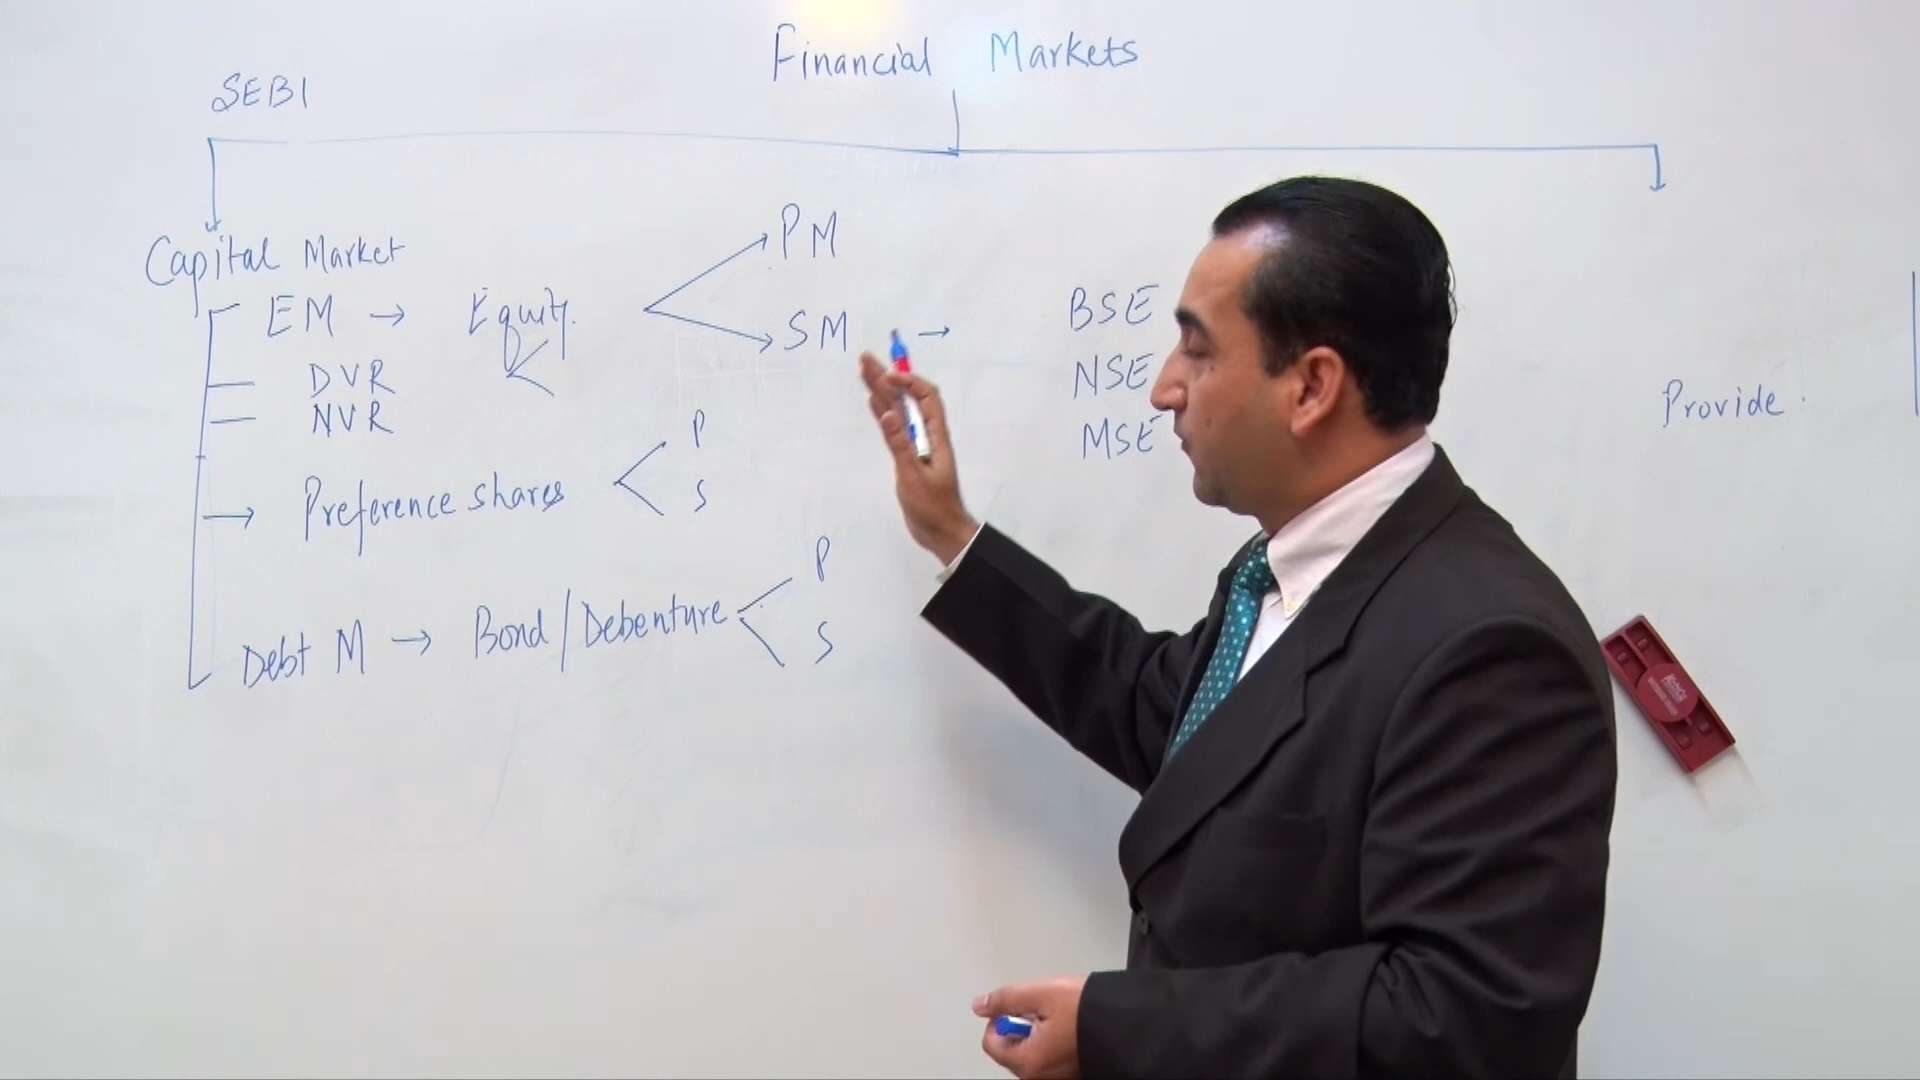 Financial Markets
SEBI
Capital Market
PM
EM → Equity.
SM →
BSE
DVR
NSE
NVR
MSE
Provide
P
Preference shares
S
P
Debt M → Bond/Debenture
S